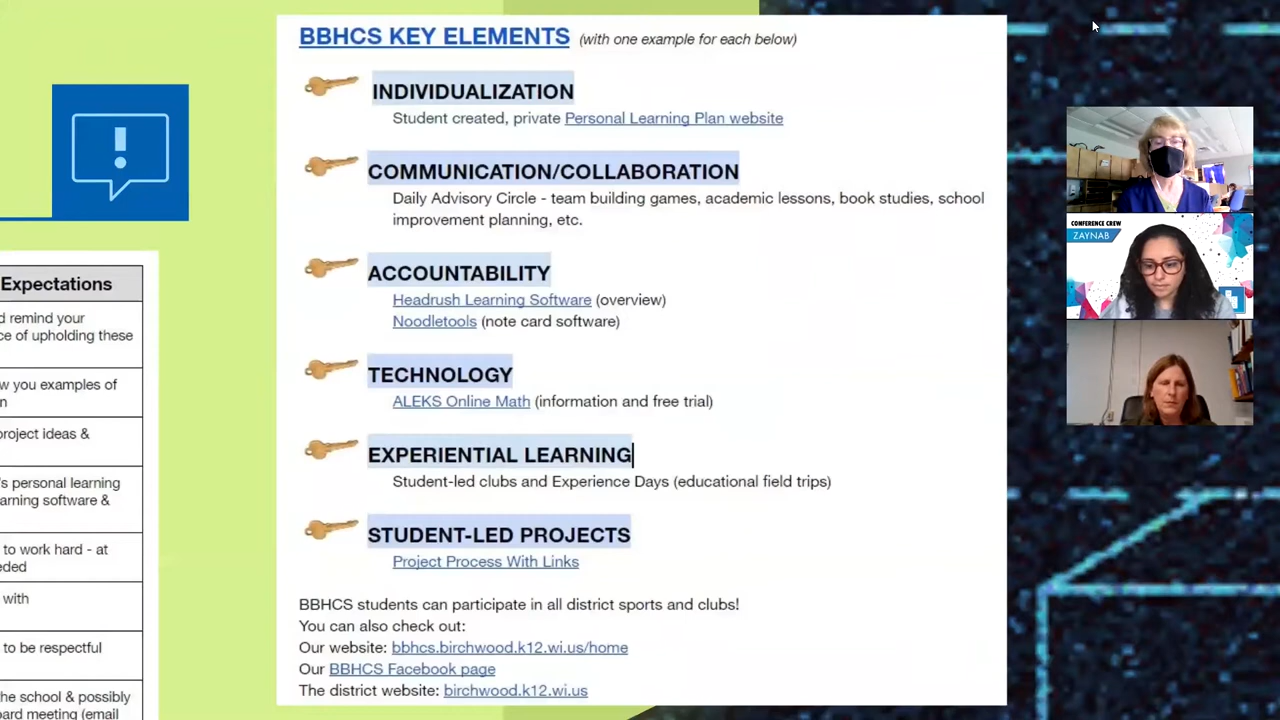 BBHCS KEY ELEMENTS (with one example for each below)
INDIVIDUALIZATION
Student created, private Personal Learning Plan website
COMMUNICATION/COLLABORATION
Daily Advisory Circle - team building games, academic lessons, book studies, school
improvement planning, etc.
ACCOUNTABILITY
Headrush Learning Software (overview)
Noodletools (note card software)
TECHNOLOGY
ALEKS Online Math (information and free trial)
EXPERIENTIAL LEARNING
Student-led clubs and Experience Days (educational field trips)
STUDENT-LED PROJECTS
Project Process With Links
BBHCS students can participate in all district sports and clubs!
You can also check out:
Our website: bbhcs.birchwood.k12.wi.us/home
Our BBHCS Facebook page
The district website: birchwood.k12.wi.us
Expectations
remind your
ce of upholding these
w you examples of
project ideas &
's personal learning
arning software &
to work hard - at
eded
with
to be respectful
he school & possibly
ard meeting (email
CONFERENCE CREW
ZAYNAB